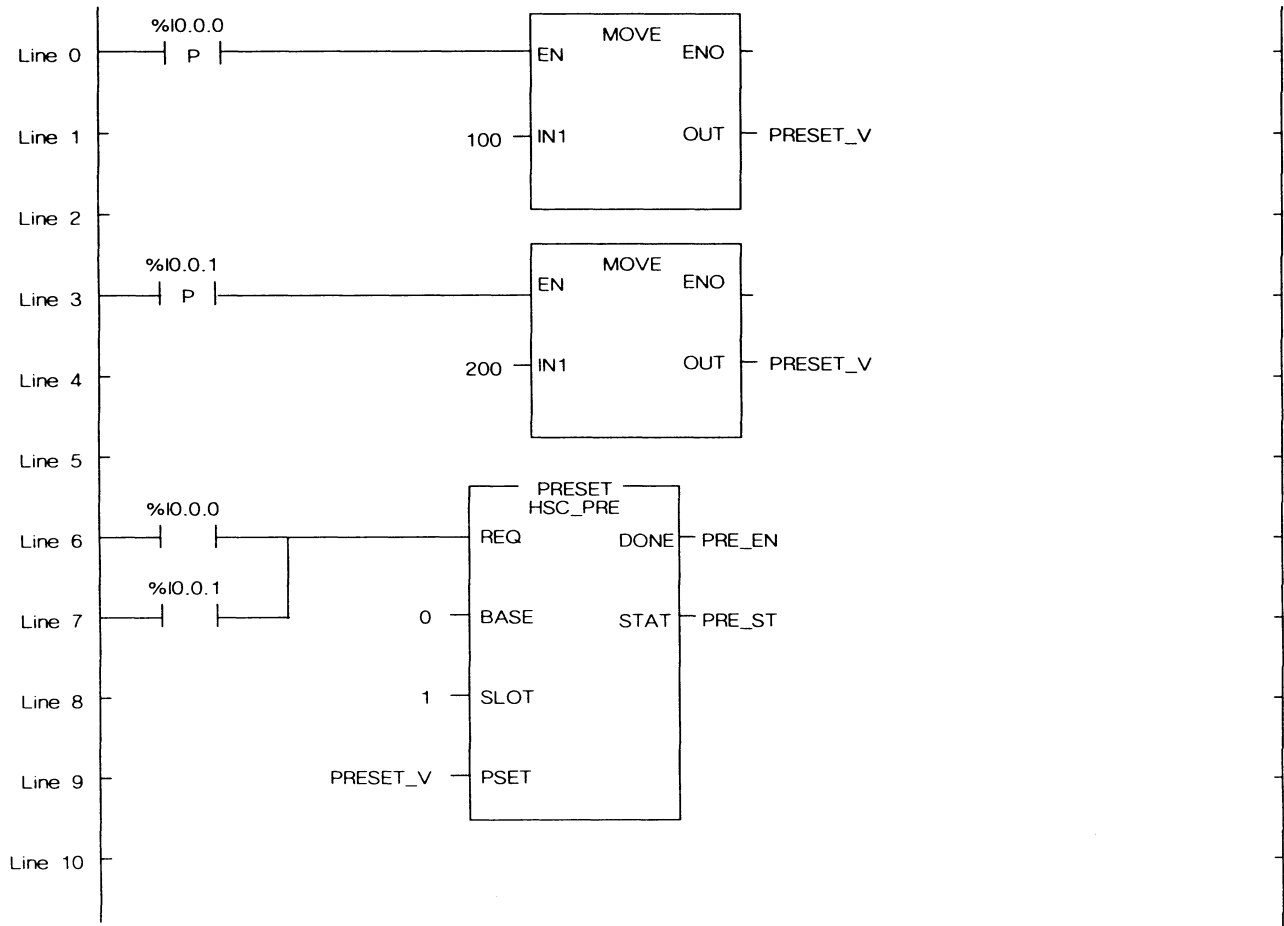 %I0.0.0
MOVE
Line 0 P EN ENO
Line 1 100 IN1 OUT PRESET_V
Line 2
%I0.0.1
MOVE
Line 3 P EN ENO
Line 4 200 IN1 OUT PRESET_V
Line 5
PRESET
%I0.0.0 HSC_PRE
Line 6 REQ DONE PRE_EN
%I0.0.1
Line 7 0 BASE STAT PRE_ST
Line 8 1 SLOT
Line 9 PRESET_V PSET
Line 10